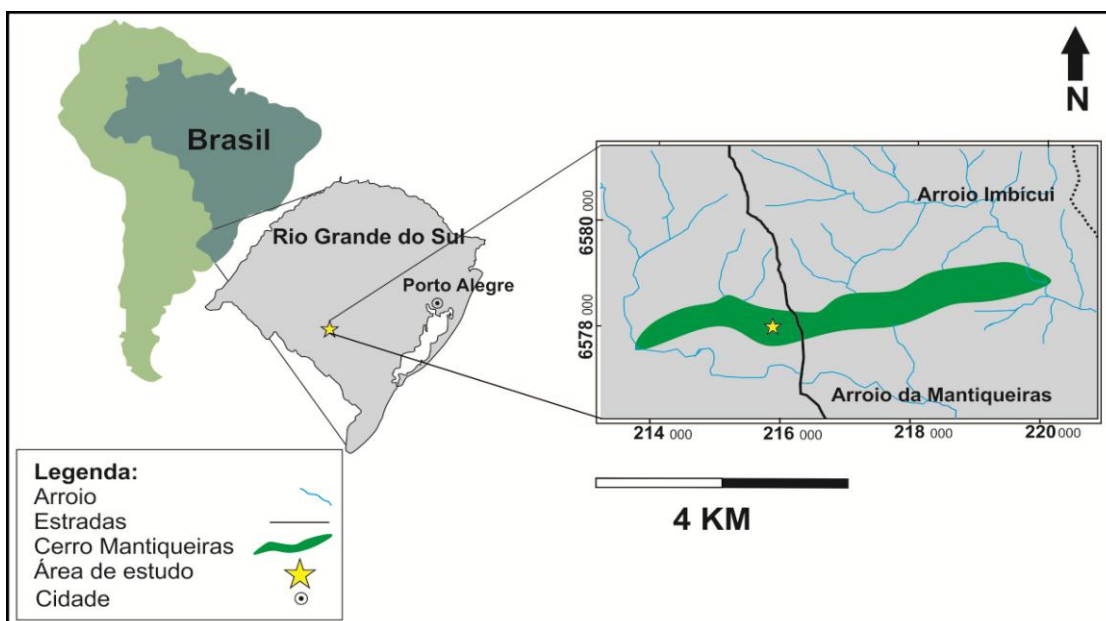 Brasil
N
Rio Grande do Sul
Porto Alegre
Arroio Imbícui
6580 000
6578 000
Arroio da Mantiqueiras
214 000
216 000
218 000
220 000
4 KM
Legenda:
Arroio
Estradas
Cerro Mantiqueiras
Área de estudo
Cidade